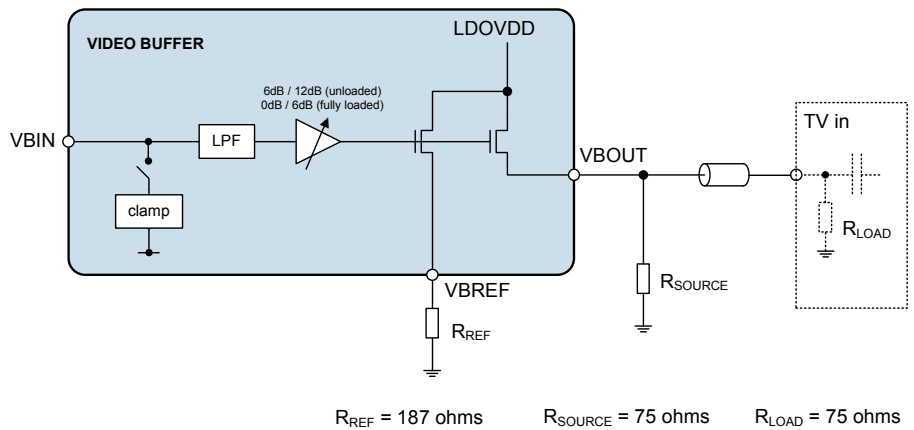 LDOVDD
VIDEO BUFFER
6dB / 12dB (unloaded)
0dB / 6dB (fully loaded)
TV in
VBIN
LPF
VBOUT
clamp
RLOAD
RSOURCE
VBREF
RREF
RREF = 187 ohms
RSOURCE = 75 ohms
RLOAD = 75 ohms